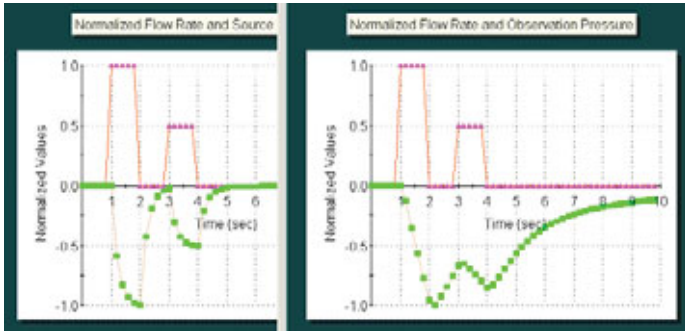 Normalized Flow Rate and Source
Normalized Values
1.0
0.5
0.0
-0.5
-1.0
1 2 3 4 5 6
Time (sec)
Normalized Flow Rate and Observation Pressure
Normalized Values
1.0
0.5
0.0
-0.5
-1.0
1 2 3 4 5 6 7 8 9 10
Time (sec)